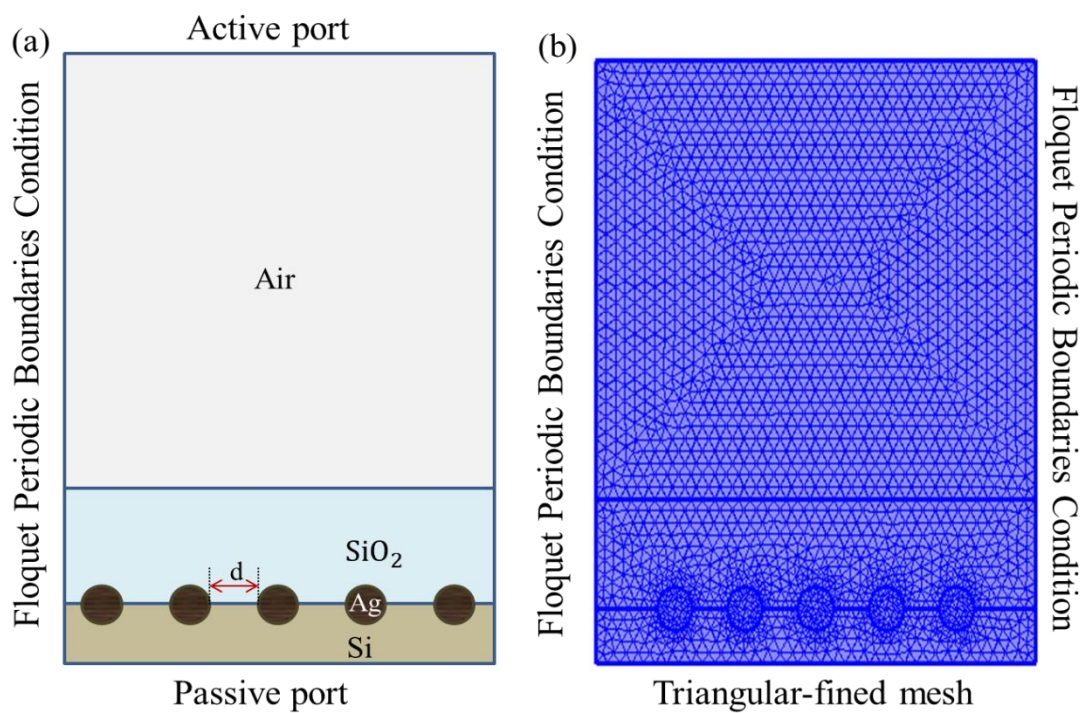 (a)
Active port
Floquet Periodic Boundaries Condition
Air
SiO₂
d
Ag
Si
Passive port
(b)
Floquet Periodic Boundaries Condition
Floquet Periodic Boundaries Condition
Triangular-fined mesh